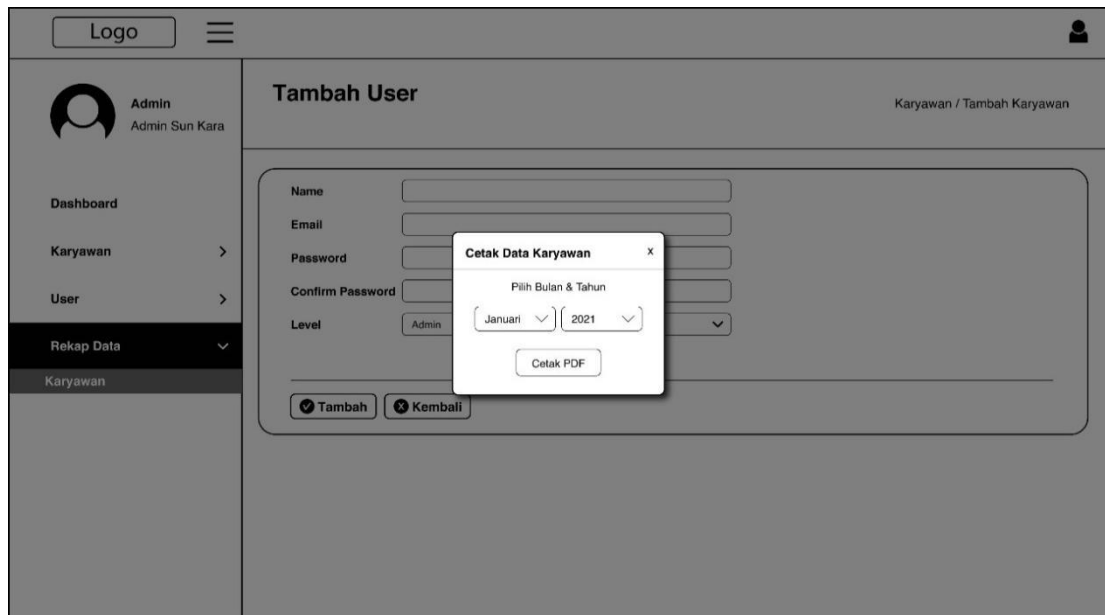 Logo
Admin
Admin Sun Kara
Dashboard
Karyawan
User
Rekap Data
Karyawan
Tambah User
Karyawan / Tambah Karyawan
Name
Email
Password
Confirm Password
Level
Admin
Tambah
Kembali
Cetak Data Karyawan
x
Pilih Bulan & Tahun
Januari
2021
Cetak PDF